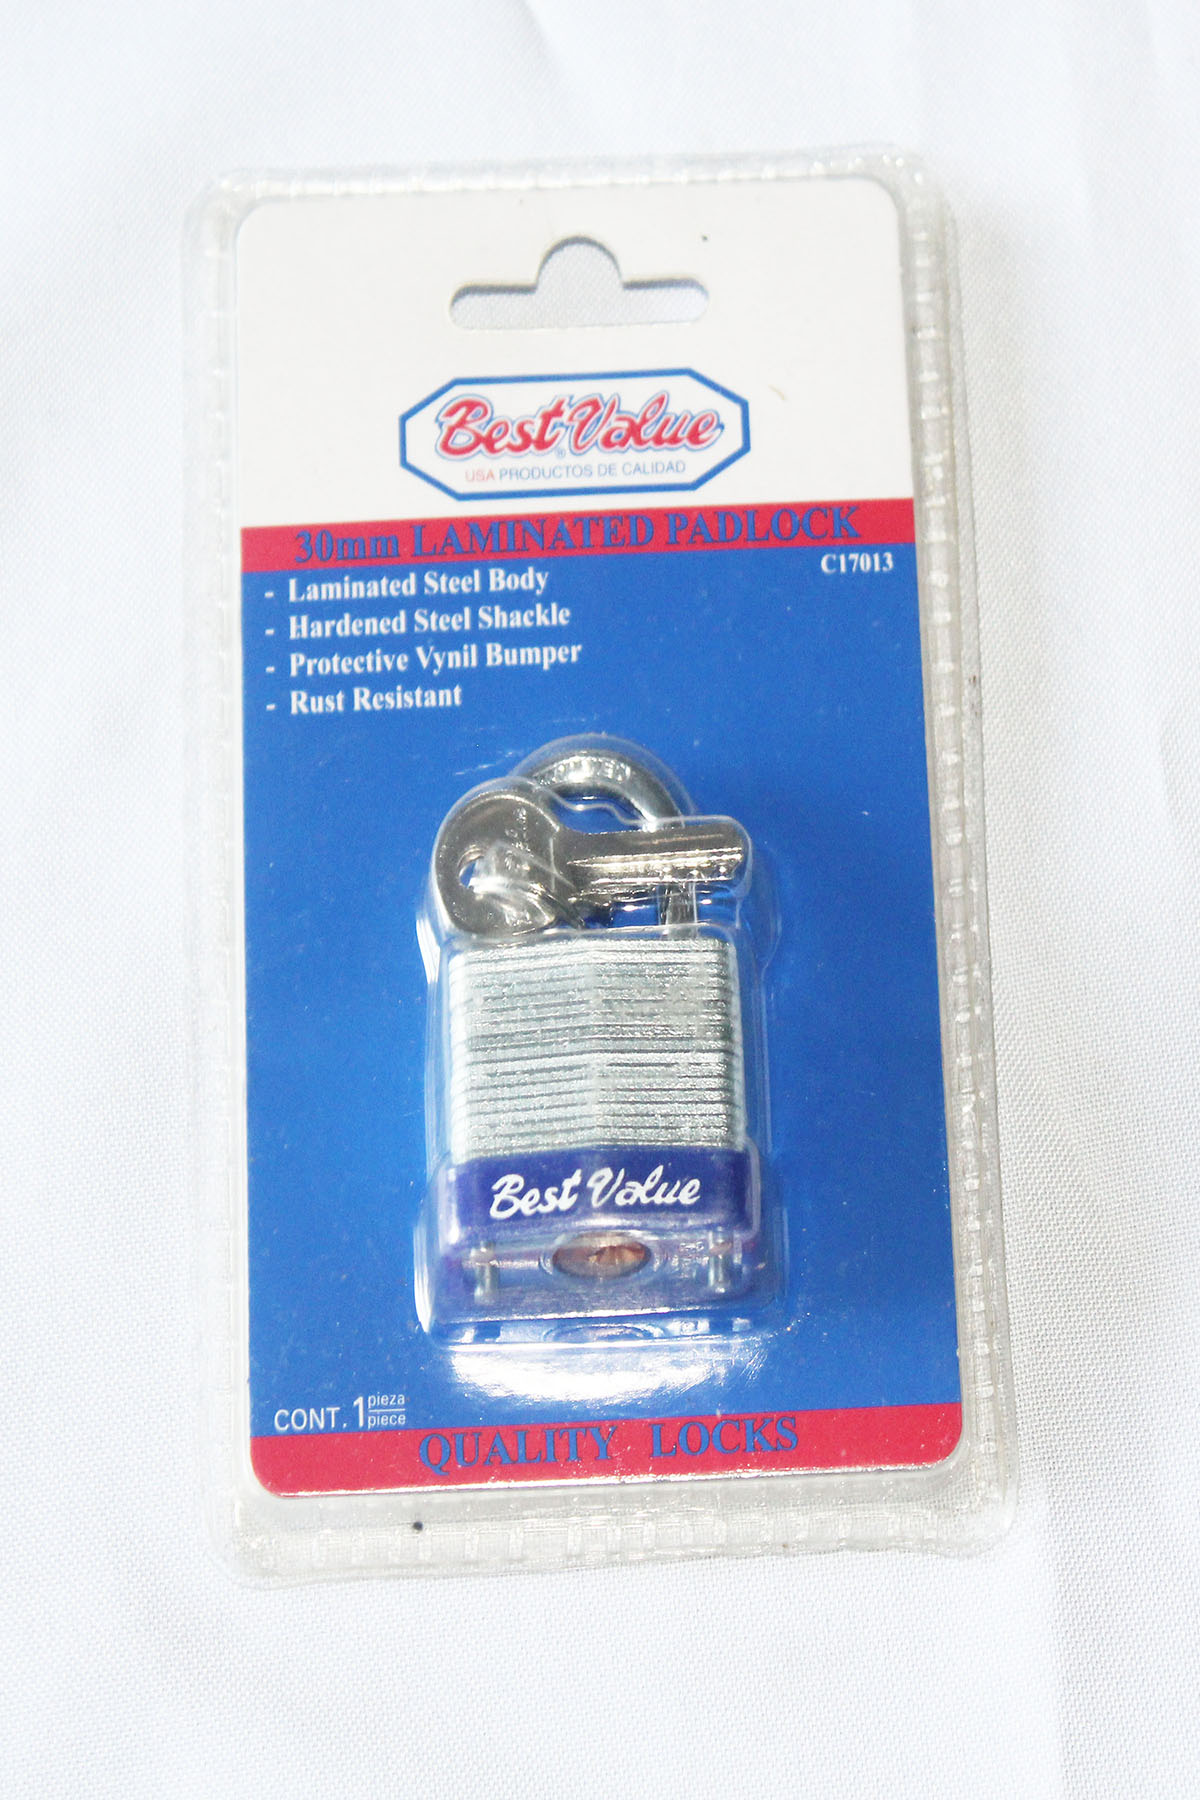 Best Value
®
USA PRODUCTOS DE CALIDAD
30mm LAMINATED PADLOCK
C17013
- Laminated Steel Body
- Hardened Steel Shackle
- Protective Vynil Bumper
- Rust Resistant
Best Value
CONT. 1 pieza
piece
QUALITY LOCKS